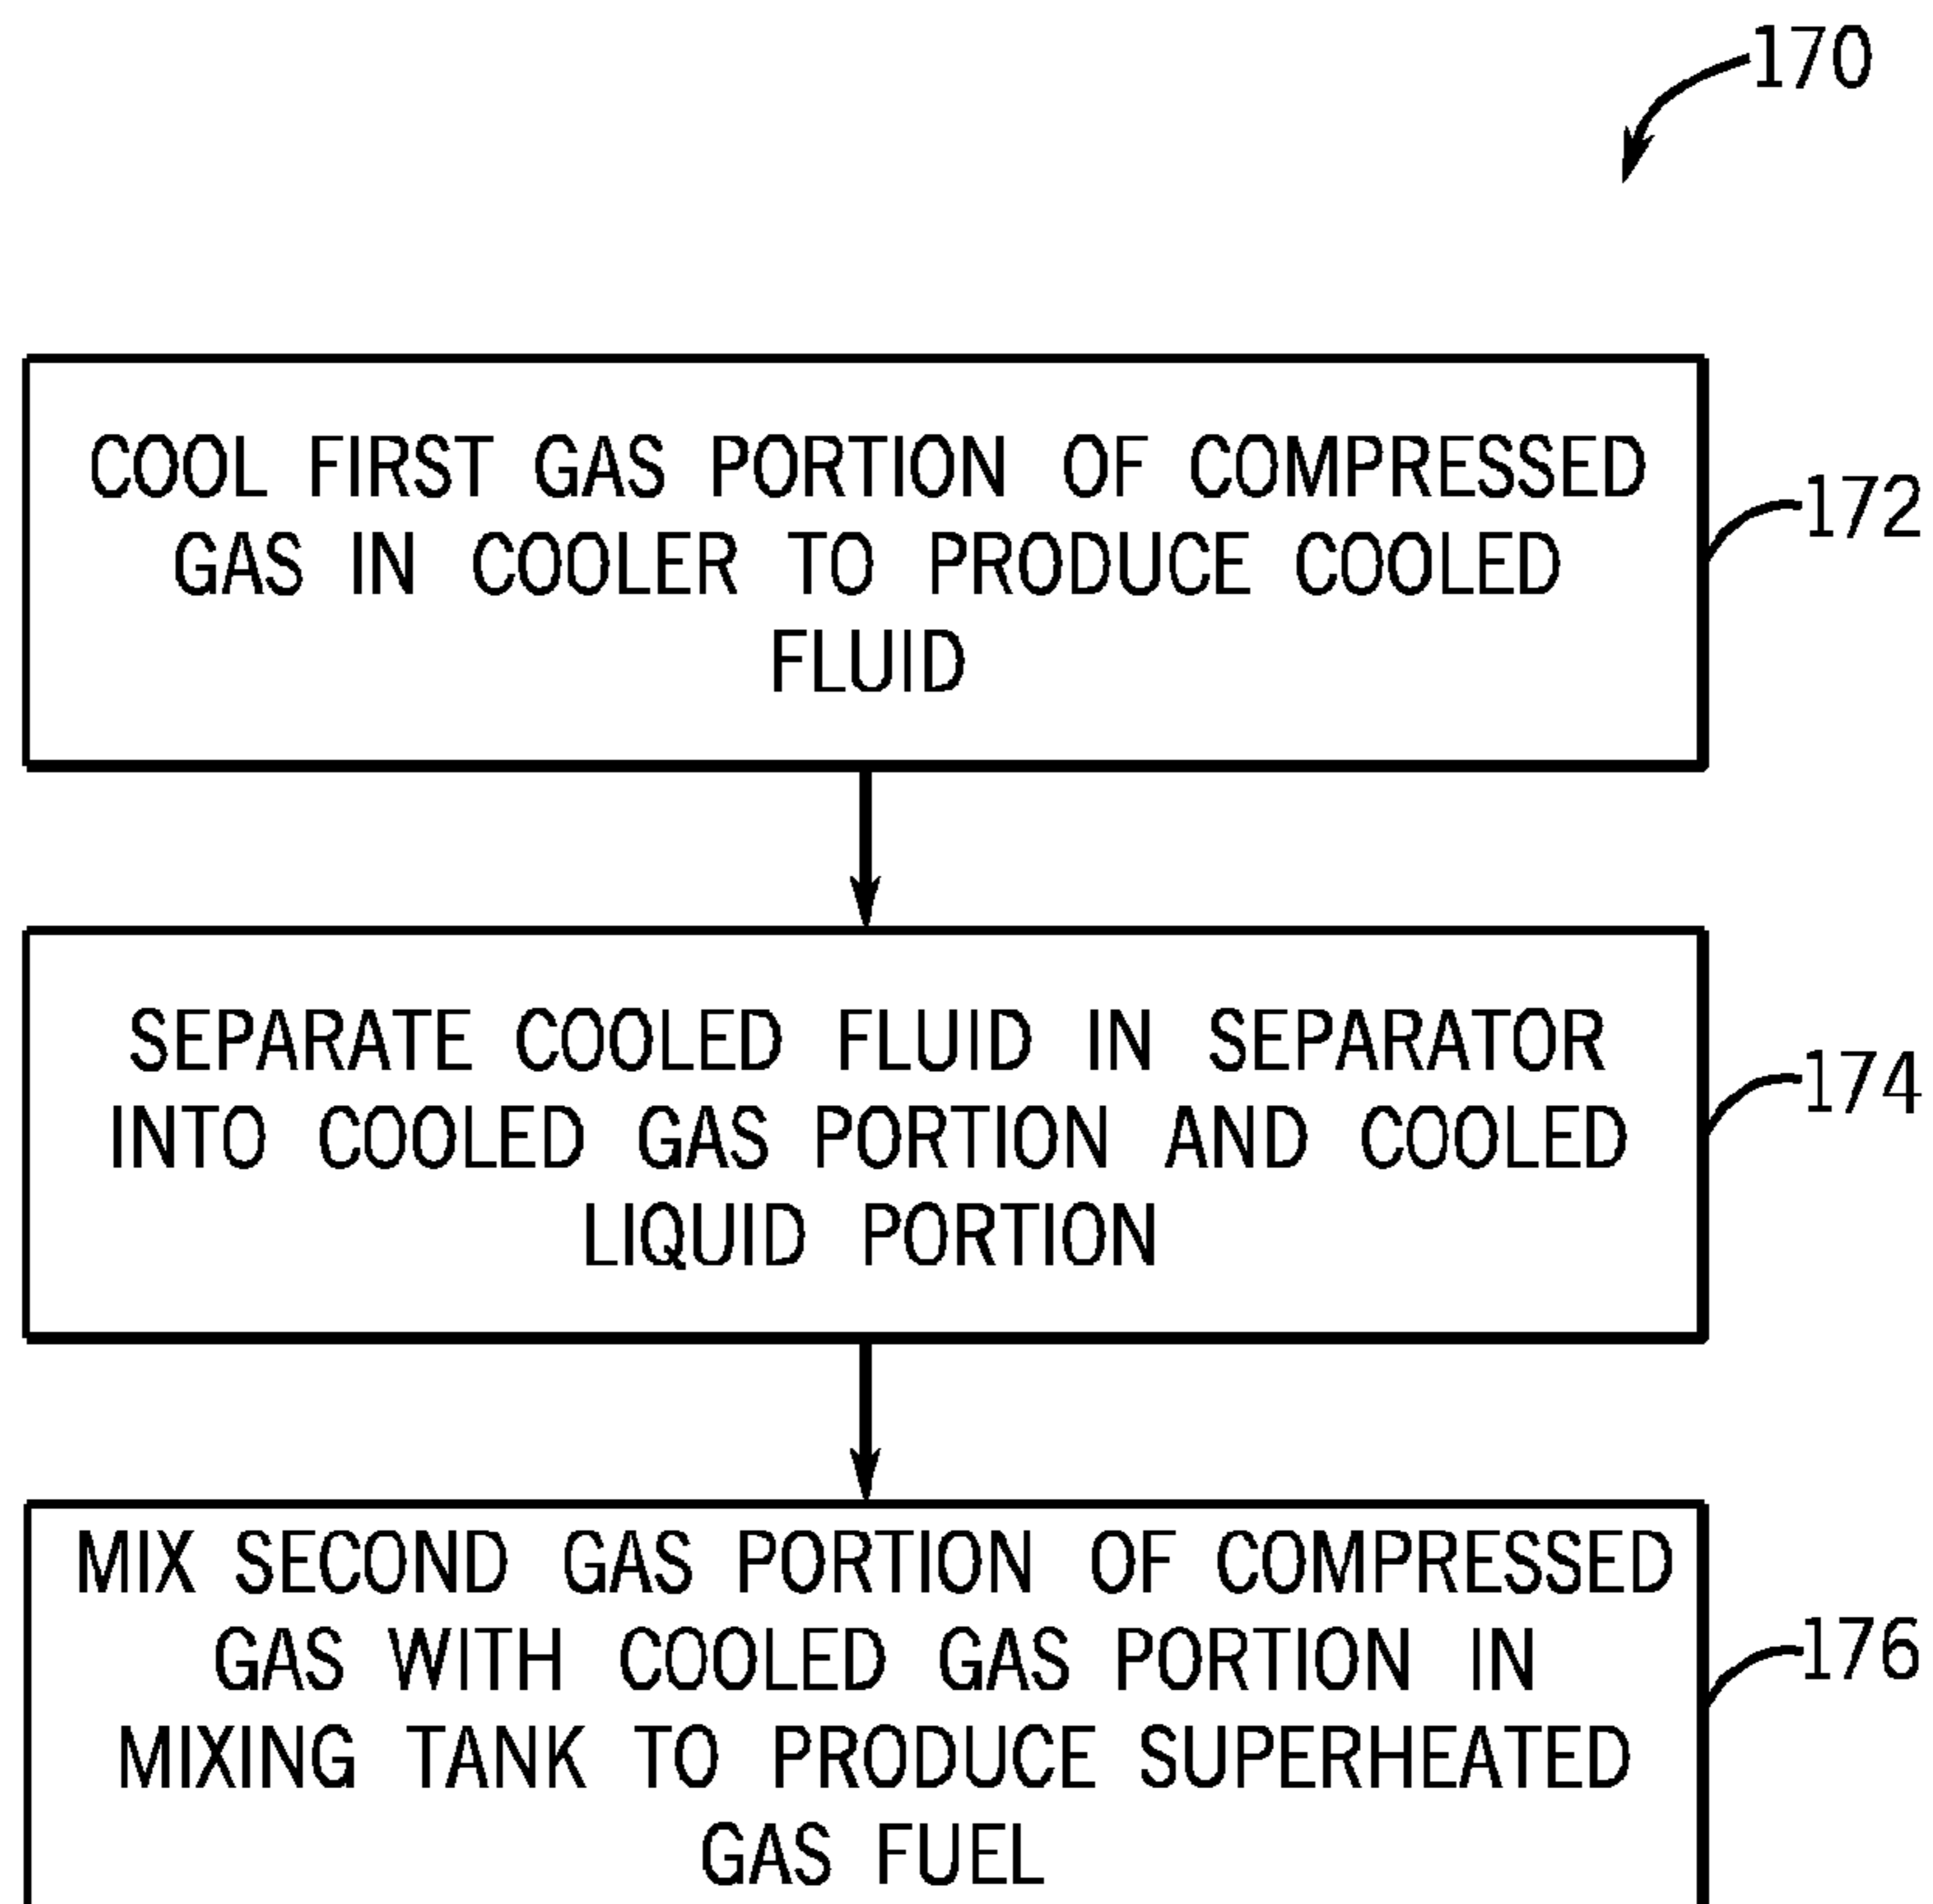 170
COOL FIRST GAS PORTION OF COMPRESSED
GAS IN COOLER TO PRODUCE COOLED
FLUID
172
SEPARATE COOLED FLUID IN SEPARATOR
INTO COOLED GAS PORTION AND COOLED
LIQUID PORTION
174
MIX SECOND GAS PORTION OF COMPRESSED
GAS WITH COOLED GAS PORTION IN
MIXING TANK TO PRODUCE SUPERHEATED
GAS FUEL
176